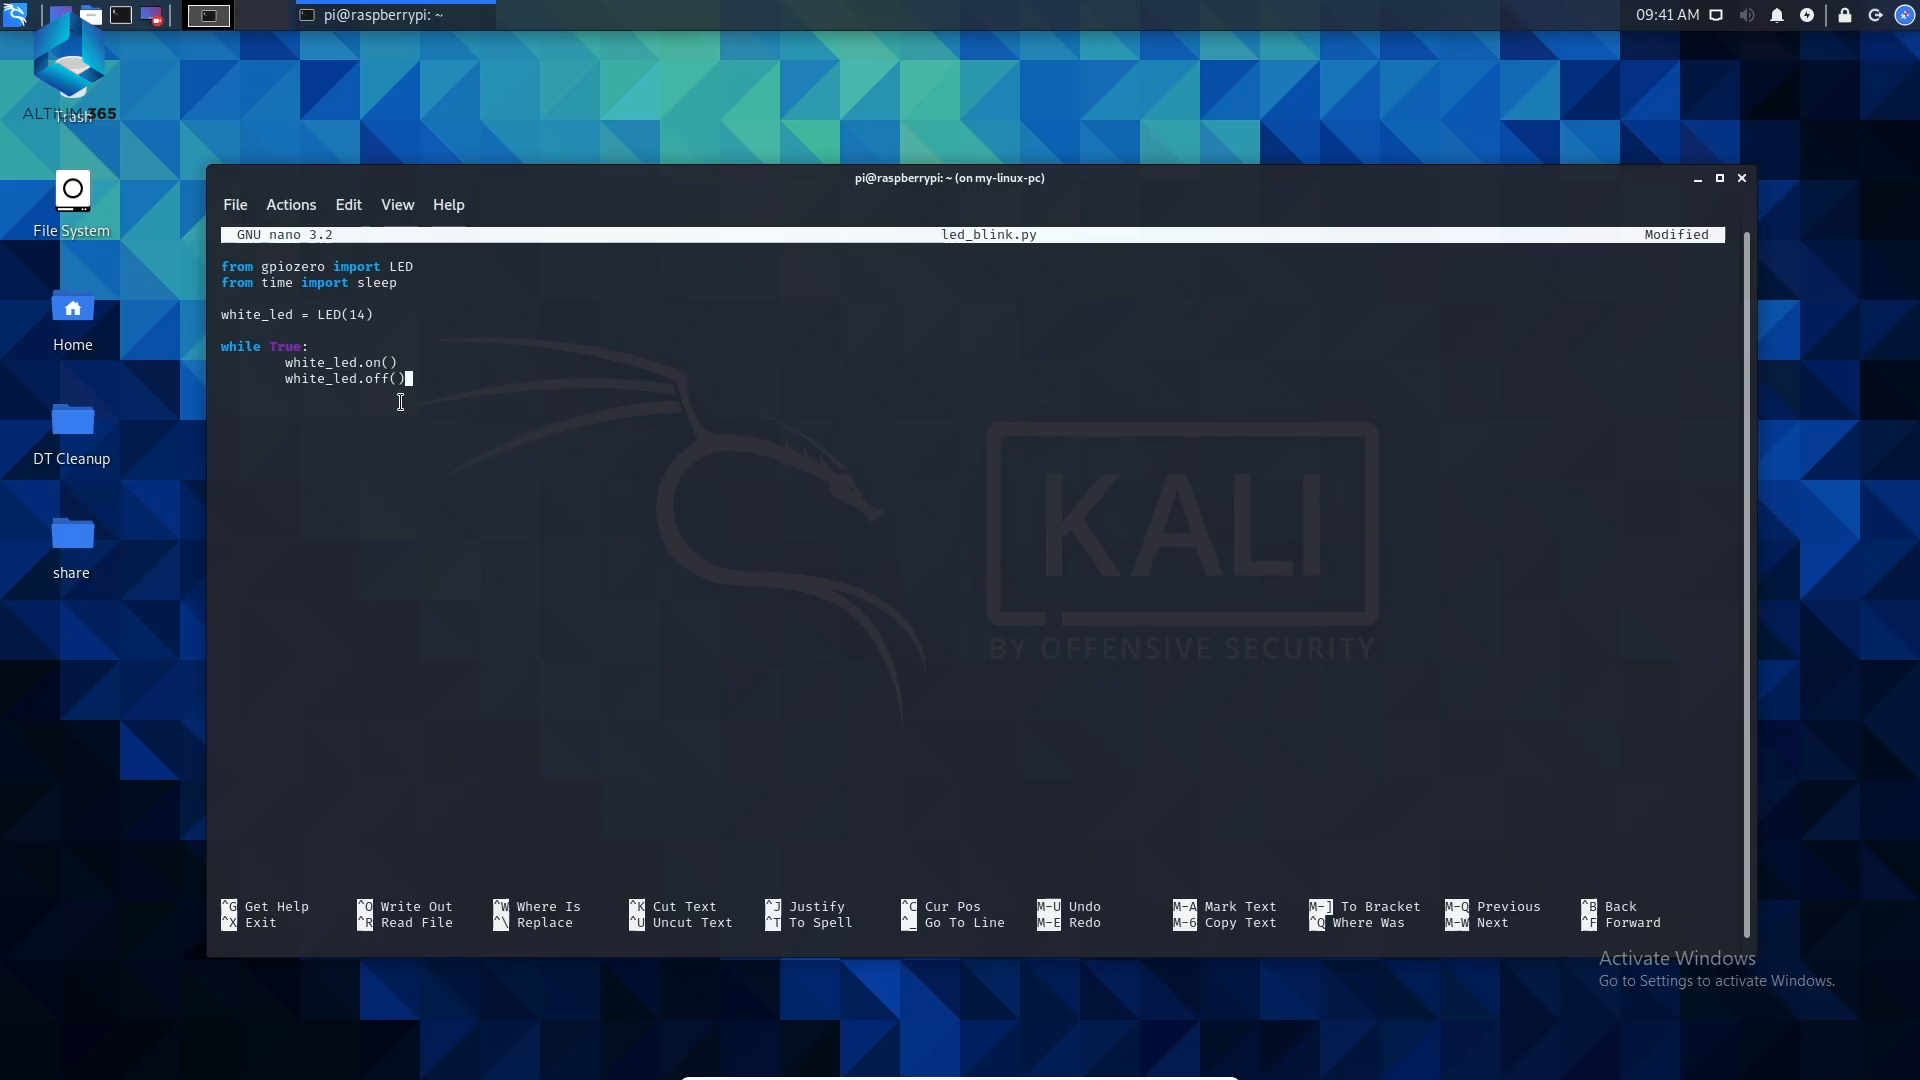 pi@raspberrypi: ~
09:41 AM
ALTIUM 365
Trash
File System
Home
DT Cleanup
share
pi@raspberrypi: ~ (on my-linux-pc)
File Actions Edit View Help
GNU nano 3.2 led_blink.py Modified
from gpiozero import LED
from time import sleep
white_led = LED(14)
while True:
white_led.on()
white_led.off()
KALI
BY OFFENSIVE SECURITY
^G Get Help ^O Write Out ^W Where Is ^K Cut Text ^J Justify ^C Cur Pos M-U Undo M-A Mark Text M-] To Bracket M-Q Previous ^B Back
^X Exit ^R Read File ^\ Replace ^U Uncut Text ^T To Spell ^_ Go To Line M-E Redo M-6 Copy Text ^Q Where Was M-W Next ^F Forward
Activate Windows
Go to Settings to activate Windows.